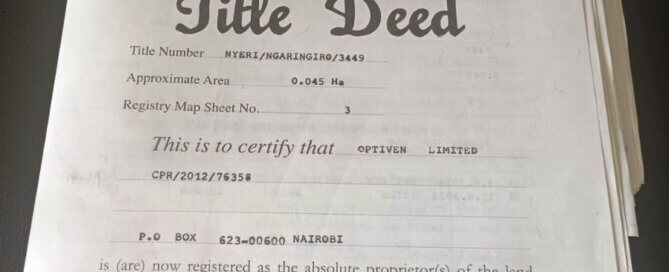 Title Deed
Title Number NYERI/NGARINGIRO/3449
Approximate Area 0.045 Ha
Registry Map Sheet No. 3
This is to certify that OPTIVEN LIMITED
CPR/2012/76358
P.O BOX 623-00600 NAIROBI
is (are) now registered as the absolute proprietor(s) of the land